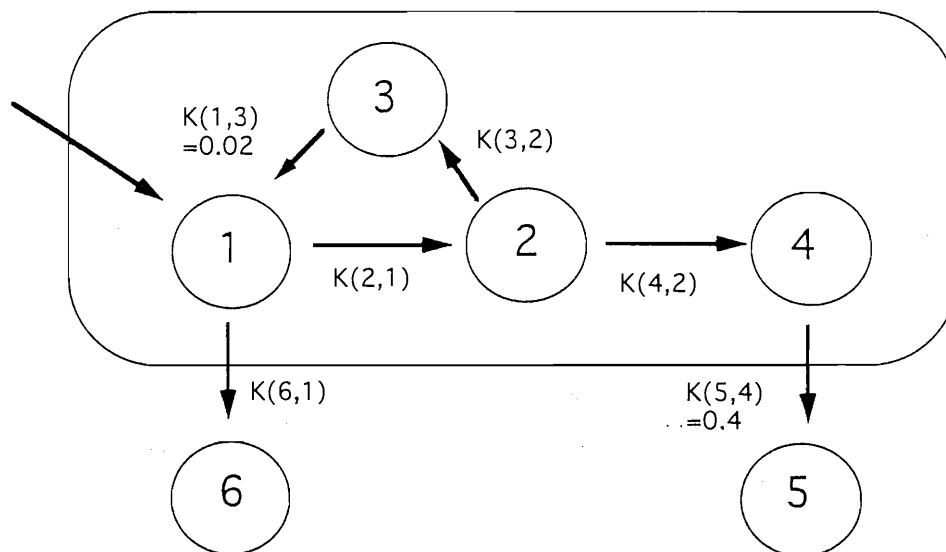 3
K(1,3)
=0.02
K(3,2)
1
2
4
K(2,1)
K(4,2)
K(6,1)
K(5,4)
=0.4
6
5